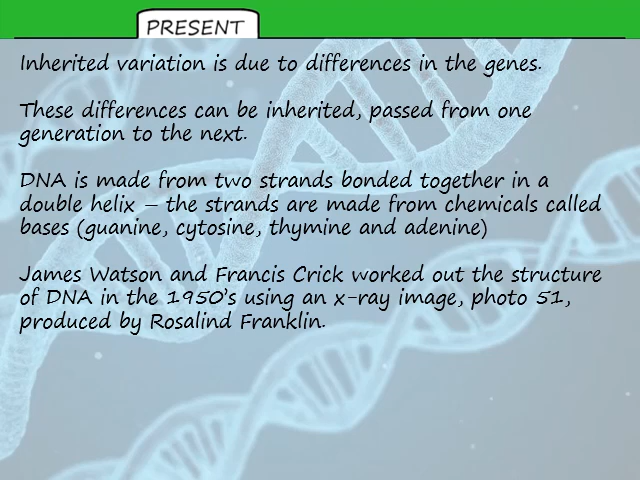 PRESENT
Inherited variation is due to differences in the genes.
These differences can be inherited, passed from one
generation to the next.
DNA is made from two strands bonded together in a
double helix – the strands are made from chemicals called
bases (guanine, cytosine, thymine and adenine)
James Watson and Francis Crick worked out the structure
of DNA in the 1950's using an x-ray image, photo 51,
produced by Rosalind Franklin.